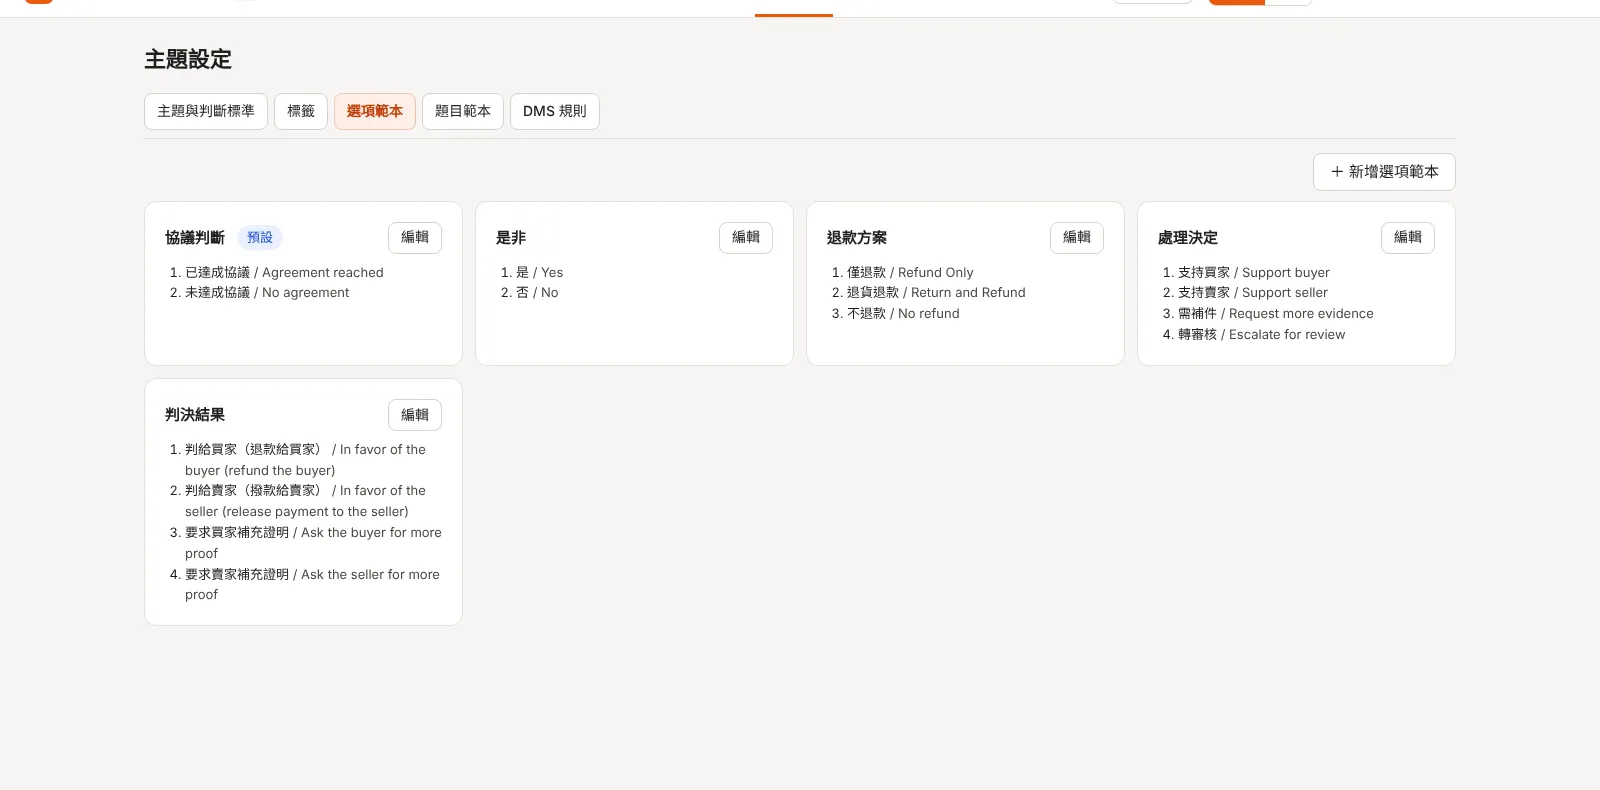 主題設定
主題與判斷標準
標籤
選項範本
題目範本
DMS 規則
＋ 新增選項範本
協議判斷 預設 編輯
1. 已達成協議 / Agreement reached
2. 未達成協議 / No agreement
是非 編輯
1. 是 / Yes
2. 否 / No
退款方案 編輯
1. 僅退款 / Refund Only
2. 退貨退款 / Return and Refund
3. 不退款 / No refund
處理決定 編輯
1. 支持買家 / Support buyer
2. 支持賣家 / Support seller
3. 需補件 / Request more evidence
4. 轉審核 / Escalate for review
判決結果 編輯
1. 判給買家（退款給買家） / In favor of the
buyer (refund the buyer)
2. 判給賣家（撥款給賣家） / In favor of the
seller (release payment to the seller)
3. 要求買家補充證明 / Ask the buyer for more
proof
4. 要求賣家補充證明 / Ask the seller for more
proof